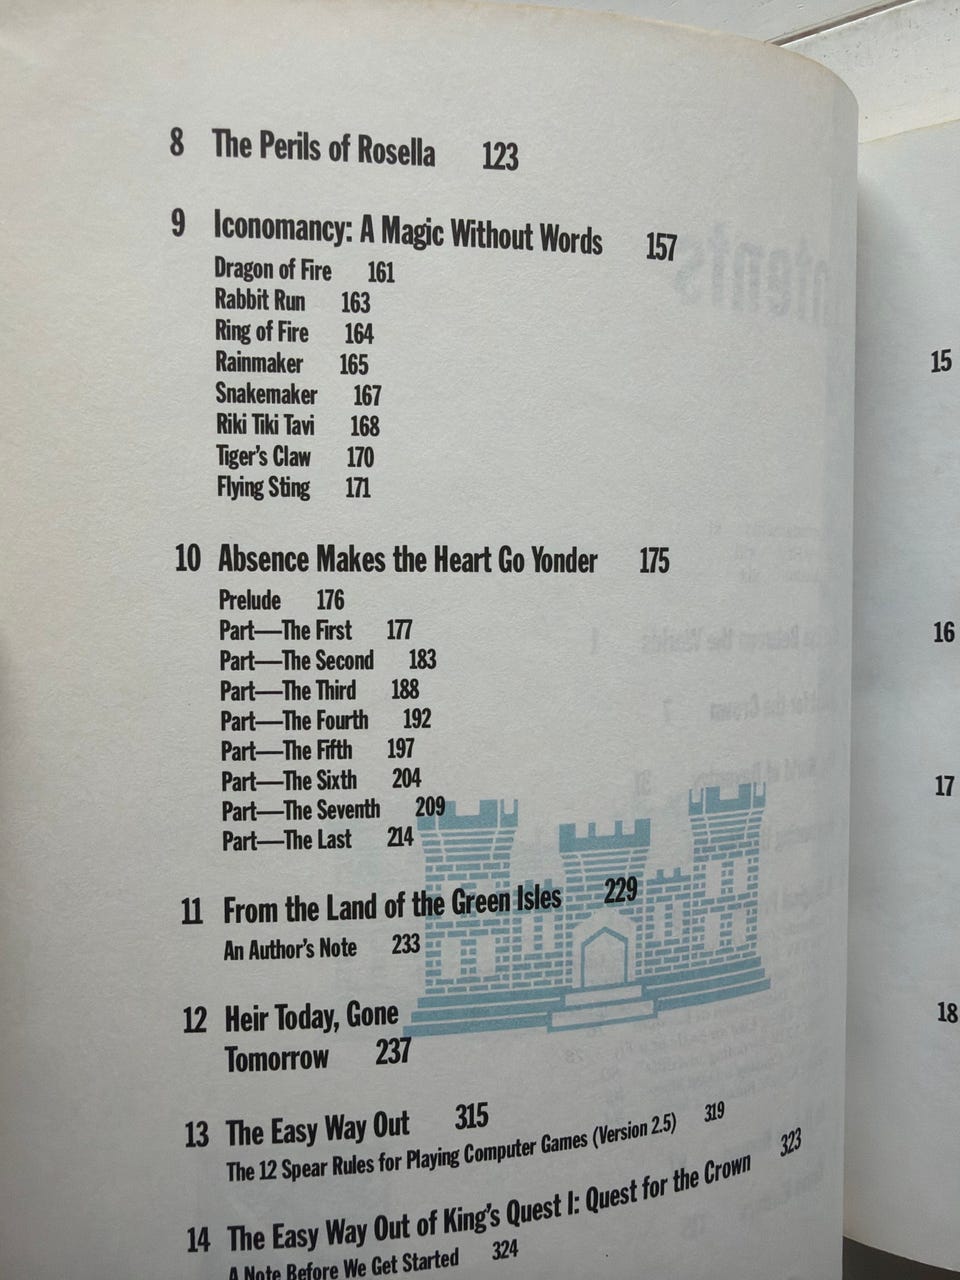 8 The Perils of Rosella 123
9 Iconomancy: A Magic Without Words 157
Dragon of Fire 161
Rabbit Run 163
Ring of Fire 164
Rainmaker 165
Snakemaker 167
Riki Tiki Tavi 168
Tiger's Claw 170
Flying Sting 171
10 Absence Makes the Heart Go Yonder 175
Prelude 176
Part—The First 177
Part—The Second 183
Part—The Third 188
Part—The Fourth 192
Part—The Fifth 197
Part—The Sixth 204
Part—The Seventh 209
Part—The Last 214
11 From the Land of the Green Isles 229
An Author's Note 233
12 Heir Today, Gone
Tomorrow 237
13 The Easy Way Out 315
The 12 Spear Rules for Playing Computer Games (Version 2.5) 319
14 The Easy Way Out of King's Quest I: Quest for the Crown 323
A Note Before We Get Started 324
15
16
17
18